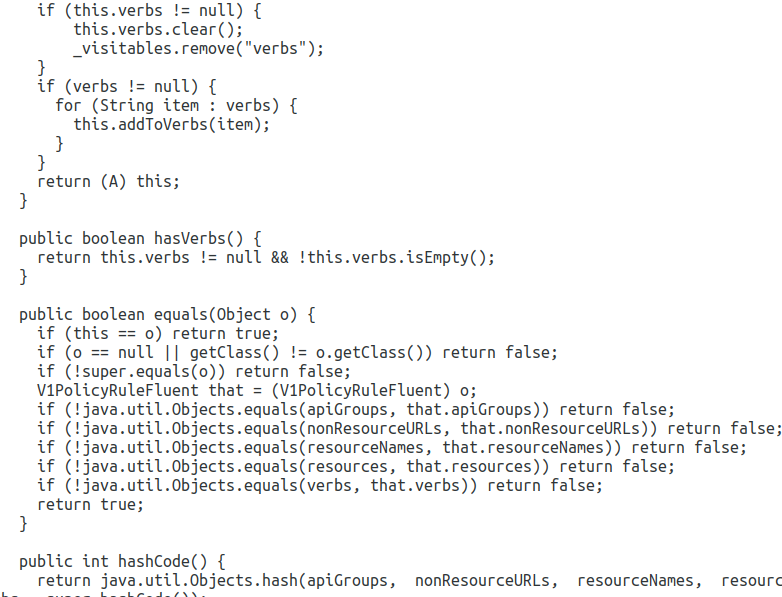 if (this.verbs != null) {
this.verbs.clear();
_visitables.remove("verbs");
}
if (verbs != null) {
for (String item : verbs) {
this.addToVerbs(item);
}
}
return (A) this;
}
public boolean hasVerbs() {
return this.verbs != null && !this.verbs.isEmpty();
}
public boolean equals(Object o) {
if (this == o) return true;
if (o == null || getClass() != o.getClass()) return false;
if (!super.equals(o)) return false;
V1PolicyRuleFluent that = (V1PolicyRuleFluent) o;
if (!java.util.Objects.equals(apiGroups, that.apiGroups)) return false;
if (!java.util.Objects.equals(nonResourceURLs, that.nonResourceURLs)) return false;
if (!java.util.Objects.equals(resourceNames, that.resourceNames)) return false;
if (!java.util.Objects.equals(resources, that.resources)) return false;
if (!java.util.Objects.equals(verbs, that.verbs)) return false;
return true;
}
public int hashCode() {
return java.util.Objects.hash(apiGroups,  nonResourceURLs,  resourceNames,  resourc
super.hashCode());